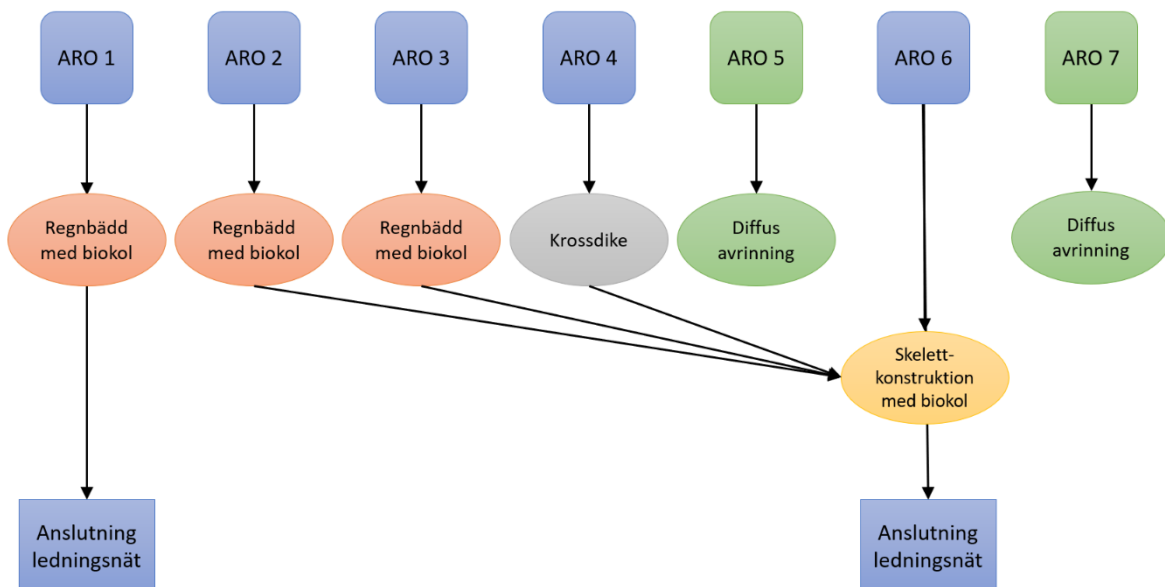 ARO 1
ARO 2
ARO 3
ARO 4
ARO 5
ARO 6
ARO 7
Regnbädd
med biokol
Regnbädd
med biokol
Regnbädd
med biokol
Krossdike
Diffus
avrinning
Diffus
avrinning
Skelett-
konstruktion
med biokol
Anslutning
ledningsnät
Anslutning
ledningsnät